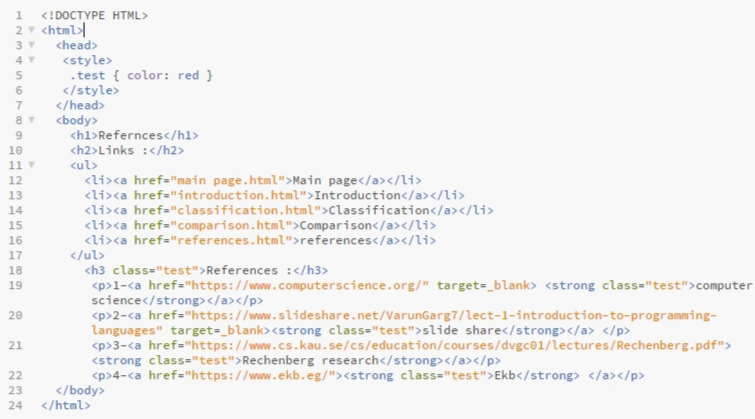 1 <!DOCTYPE HTML>
2 <html>
3 <head>
4 <style>
5 .test { color: red }
6 </style>
7 </head>
8 <body>
9 <h1>Refernces</h1>
10 <h2>Links :</h2>
11 <ul>
12 <li><a href="main page.html">Main page</a></li>
13 <li><a href="introduction.html">Introduction</a></li>
14 <li><a href="classification.html">Classification</a></li>
15 <li><a href="comparison.html">Comparison</a></li>
16 <li><a href="references.html">references</a></li>
17 </ul>
18 <h3 class="test">References :</h3>
19 <p>1-<a href="https://www.computerscience.org/" target=_blank> <strong class="test">computer
science</strong></a></p>
20 <p>2-<a href="https://www.slideshare.net/VarunGarg7/lect-1-introduction-to-programming-
languages" target=_blank><strong class="test">slide share</strong></a> </p>
21 <p>3-<a href="https://www.cs.kau.se/cs/education/courses/dvgc01/lectures/Rechenberg.pdf">
<strong class="test">Rechenberg research</strong></a></p>
22 <p>4-<a href="https://www.ekb.eg/"><strong class="test">Ekb</strong> </a></p>
23 </body>
24 </html>